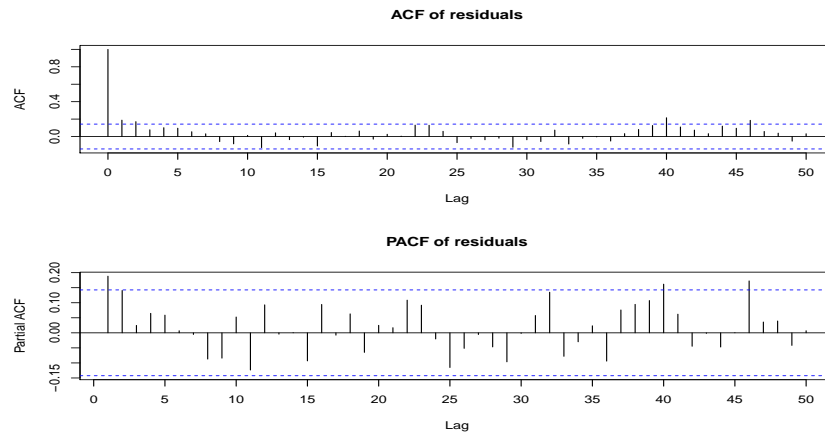 ACF of residuals
ACF
0.8
0.4
0.0
0 5 10 15 20 25 30 35 40 45 50
Lag
PACF of residuals
Partial ACF
0.20
0.10
0.00
−0.15
0 5 10 15 20 25 30 35 40 45 50
Lag